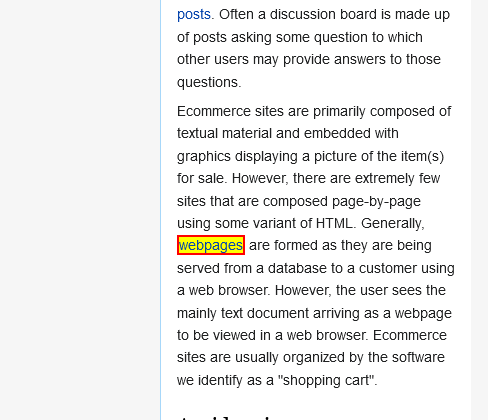 posts. Often a discussion board is made up
of posts asking some question to which
other users may provide answers to those
questions.
Ecommerce sites are primarily composed of
textual material and embedded with
graphics displaying a picture of the item(s)
for sale. However, there are extremely few
sites that are composed page-by-page
using some variant of HTML. Generally,
webpages are formed as they are being
served from a database to a customer using
a web browser. However, the user sees the
mainly text document arriving as a webpage
to be viewed in a web browser. Ecommerce
sites are usually organized by the software
we identify as a "shopping cart".